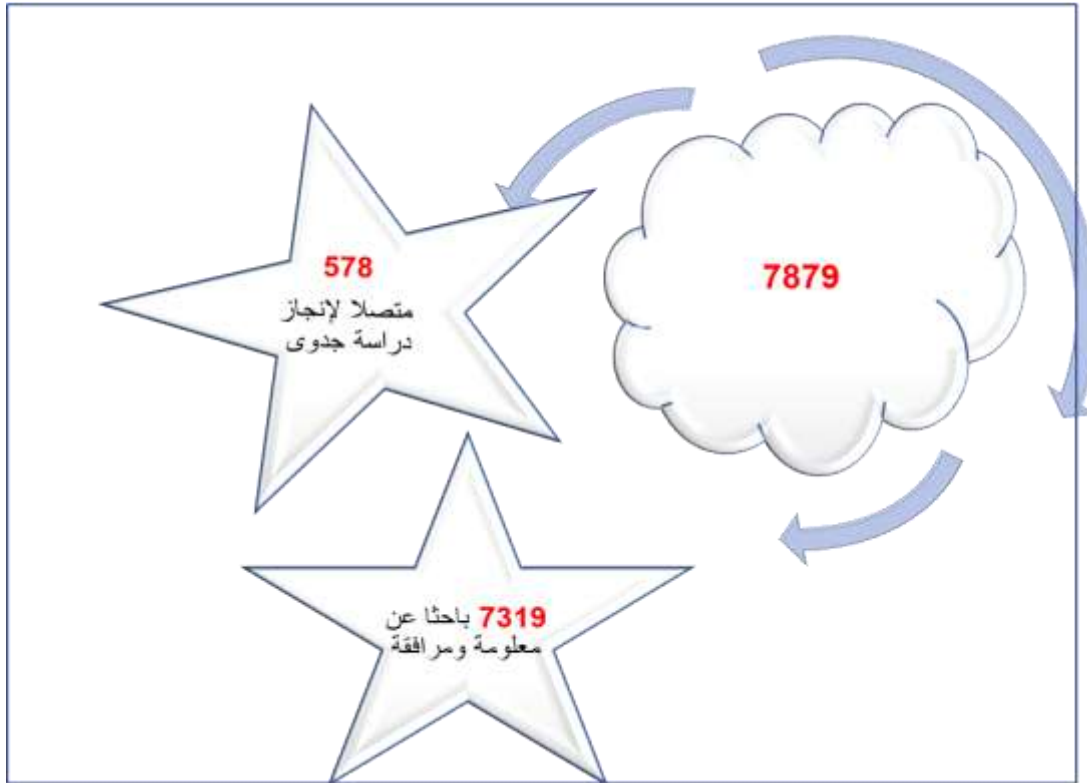 7879
578
متصلا لإنجاز
دراسة جدوى
7319 باحثا عن
معلومة ومرافقة